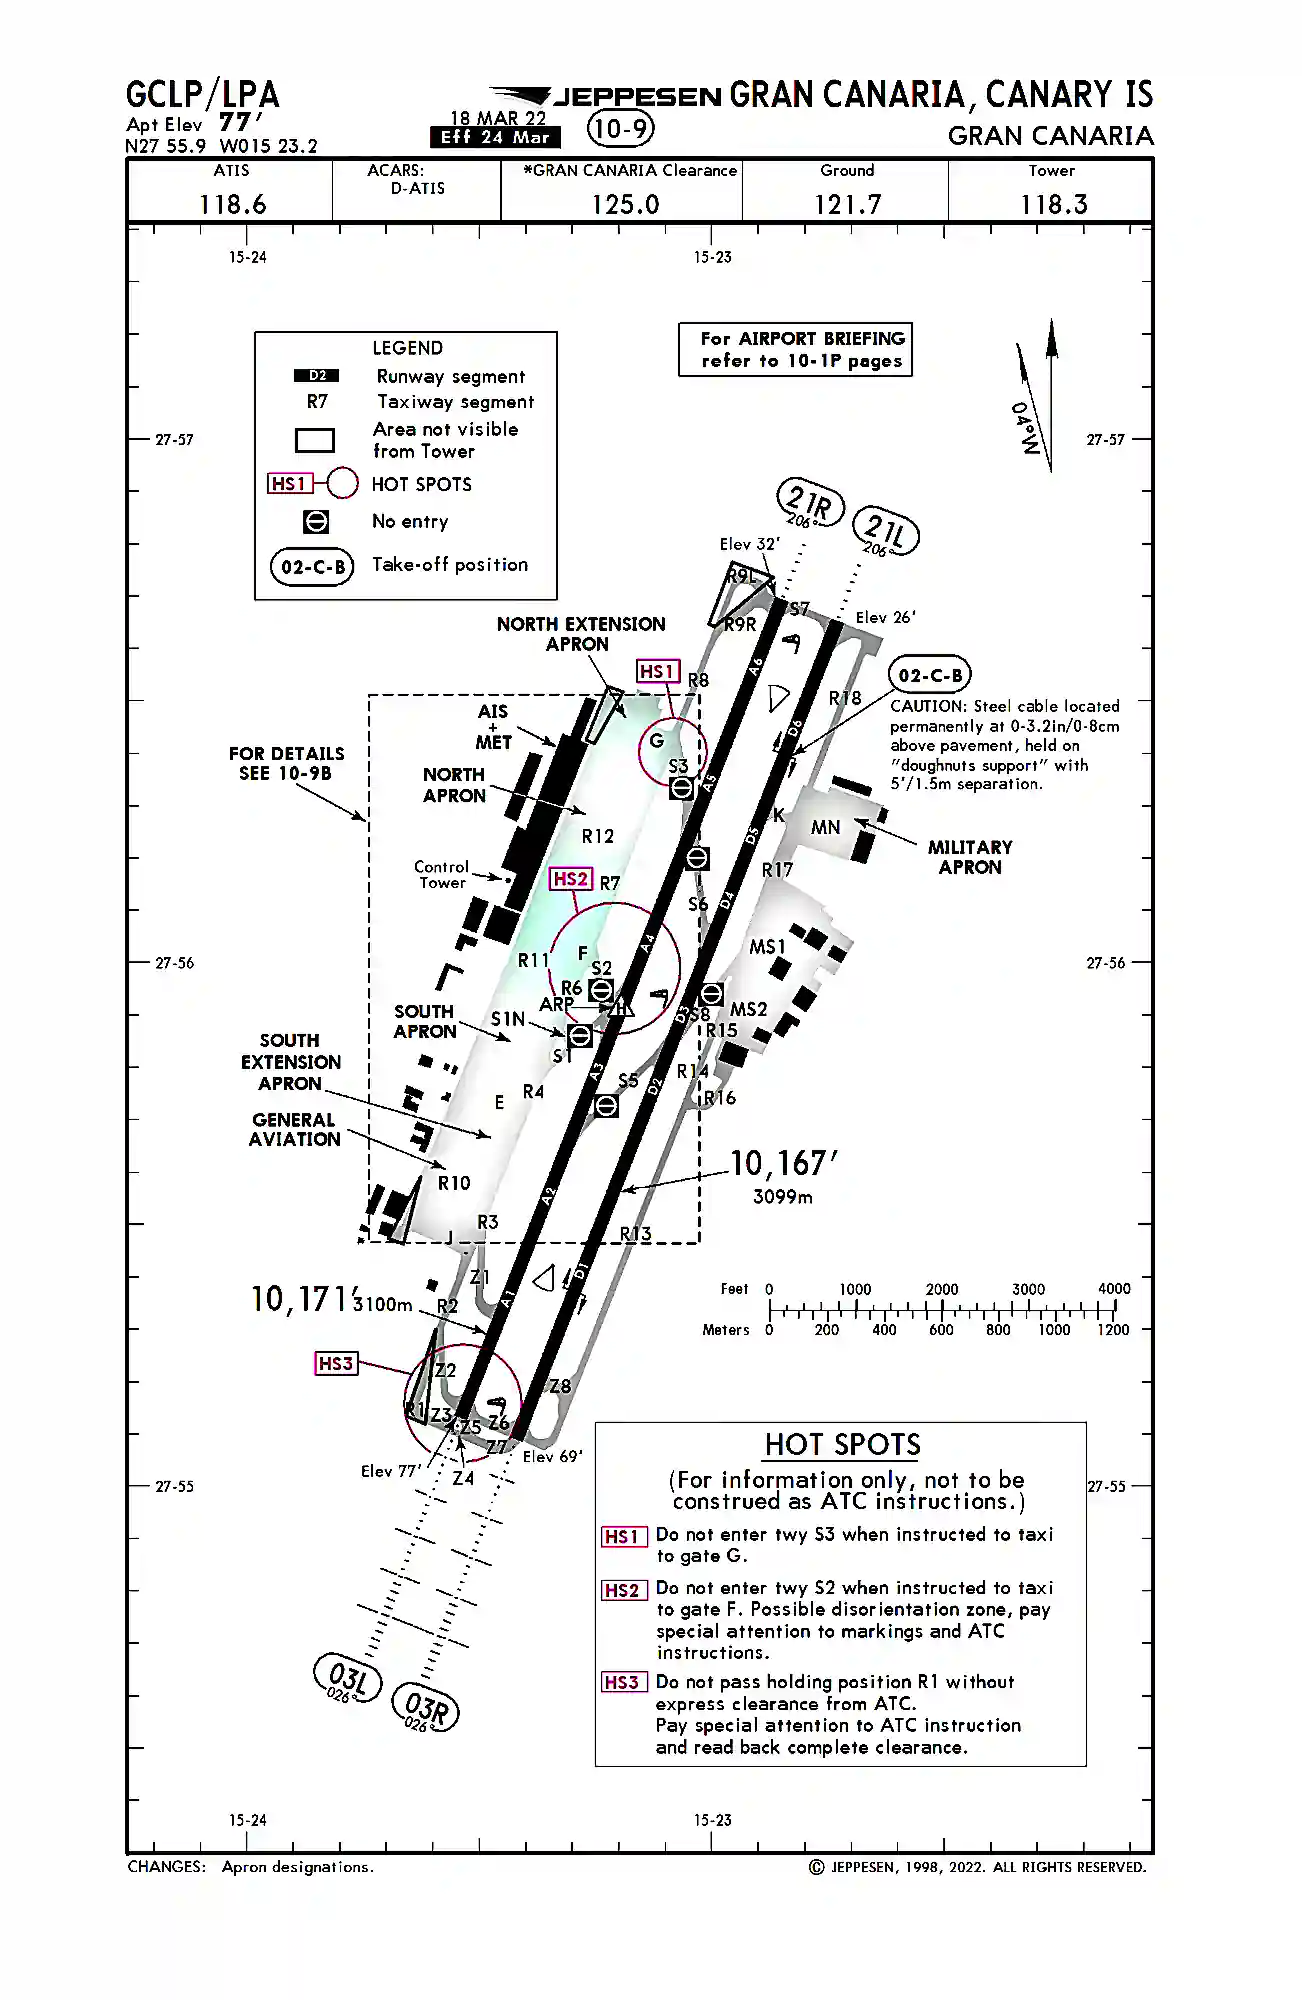 GCLP/LPA
Apt Elev 77'
N27 55.9 W015 23.2
JEPPESEN
18 MAR 22
Eff 24 Mar
10-9
GRAN CANARIA, CANARY IS
GRAN CANARIA
ATIS
118.6
ACARS:
D-ATIS
*GRAN CANARIA Clearance
125.0
Ground
121.7
Tower
118.3
15-24
15-23
LEGEND
D2 Runway segment
R7 Taxiway segment
Area not visible
from Tower
HS1 HOT SPOTS
No entry
02-C-B Take-off position
For AIRPORT BRIEFING
refer to 10-1P pages
04°W
27-57
27-57
21R
206°
21L
206°
Elev 32'
Elev 26'
R9L
R9R
S7
A6
NORTH EXTENSION
APRON
HS1
R8
R18
02-C-B
CAUTION: Steel cable located
permanently at 0-3.2in/0-8cm
above pavement, held on
"doughnuts support" with
5'/1.5m separation.
AIS
+
MET
FOR DETAILS
SEE 10-9B
G
S3
D6
A5
NORTH
APRON
R12
K
MN
D5
MILITARY
APRON
Control
Tower
HS2
R7
R17
S6
D4
A4
MS1
27-56
27-56
R11
F
S2
R6
ARP
H
S1N
S1
D3
S8
MS2
R15
SOUTH
APRON
SOUTH
EXTENSION
APRON
A3
S5
R14
D2
R16
R4
E
GENERAL
AVIATION
R10
A2
10,167'
3099m
R3
J
R13
Z1
D1
A1
10,171'
3100m
R2
Feet 0 1000 2000 3000 4000
Meters 0 200 400 600 800 1000 1200
HS3
Z2
Z8
R1
Z3
Z5
Z6
Z7
Elev 77'
Z4
Elev 69'
27-55
27-55
HOT SPOTS
(For information only, not to be
construed as ATC instructions.)
HS1 Do not enter twy S3 when instructed to taxi
to gate G.
HS2 Do not enter twy S2 when instructed to taxi
to gate F. Possible disorientation zone, pay
special attention to markings and ATC
instructions.
HS3 Do not pass holding position R1 without
express clearance from ATC.
Pay special attention to ATC instruction
and read back complete clearance.
03L
026°
03R
026°
15-24
15-23
CHANGES: Apron designations.
© JEPPESEN, 1998, 2022. ALL RIGHTS RESERVED.